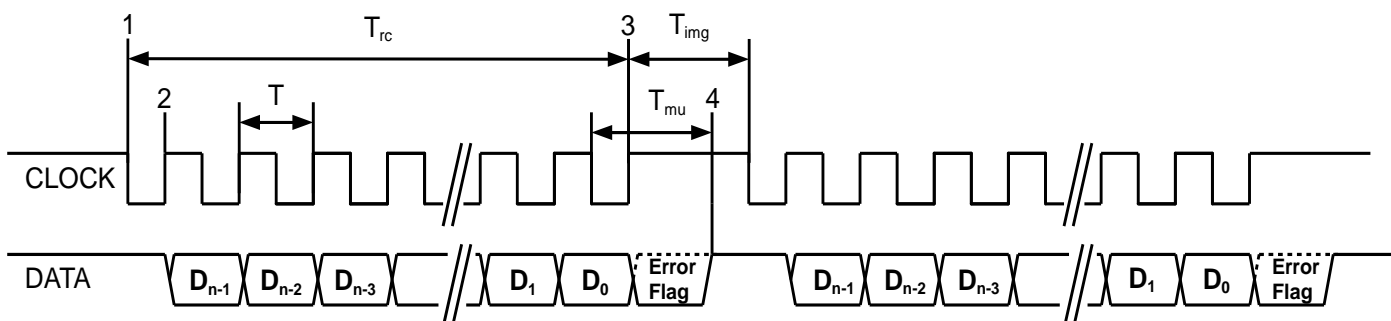 1 T_rc 3 T_img
2 T T_mu 4
CLOCK
DATA D_n-1 D_n-2 D_n-3 D_1 D_0 Error Flag D_n-1 D_n-2 D_n-3 D_1 D_0 Error Flag